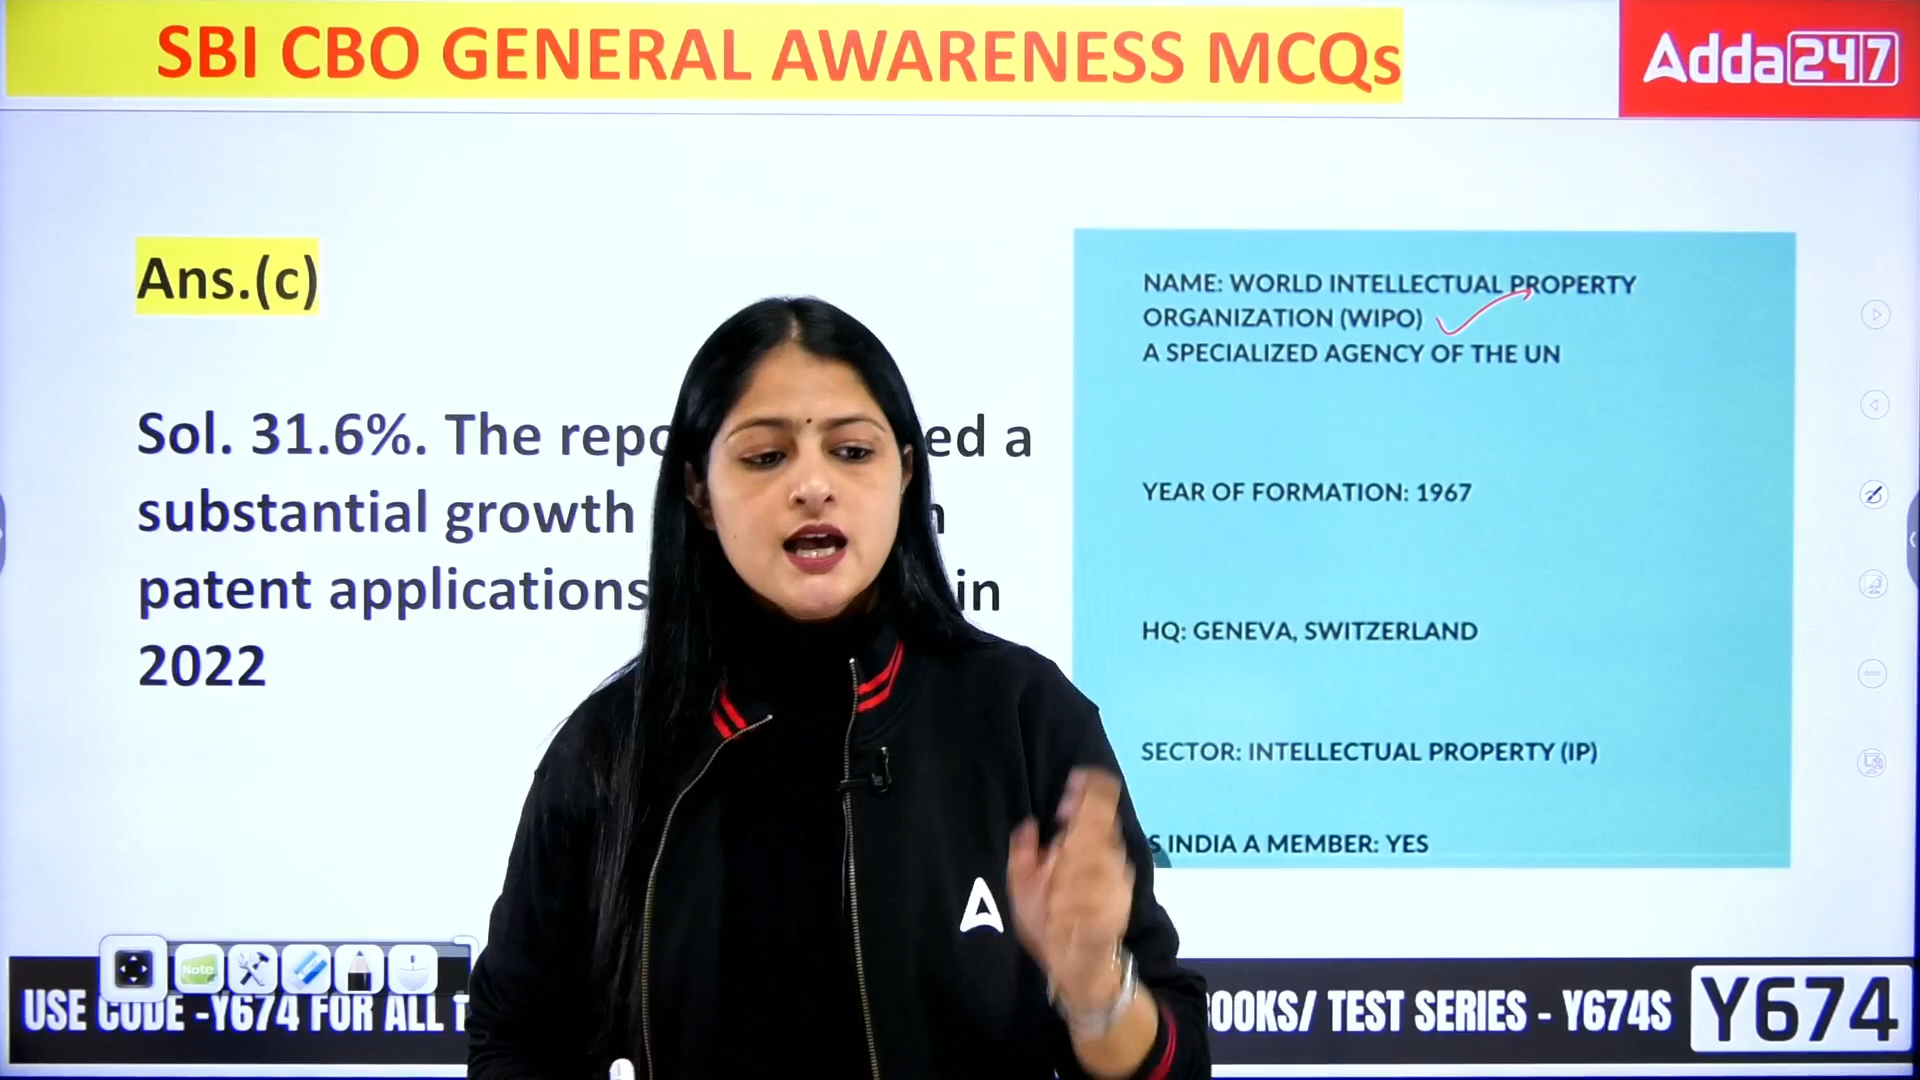 SBI CBO GENERAL AWARENESS MCQs
Adda247
Ans.(c)
Sol. 31.6%. The ed a
substantial growth
patent applications in
2022
NAME: WORLD INTELLECTUAL PROPERTY
ORGANIZATION (WIPO)
A SPECIALIZED AGENCY OF THE UN
YEAR OF FORMATION: 1967
HQ: GENEVA, SWITZERLAND
SECTOR: INTELLECTUAL PROPERTY (IP)
INDIA A MEMBER: YES
Note
USE CODE -Y674 FOR ALL BOOKS/ TEST SERIES - Y674S
Y674
A